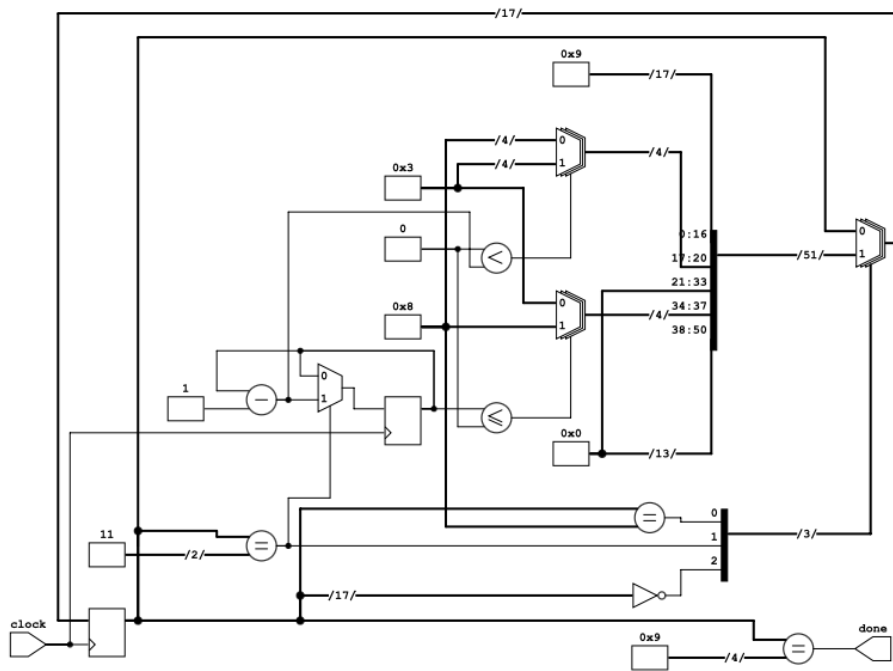 /17/
0x9 /17/
/4/ 0
0x3 /4/ 1 /4/
0 <
0:16
17:20
21:33
34:37
38:50
/51/
0
1
0x8
0
1 /4/
1 −
0
1
≤
0x0 /13/
11 /2/ =
=
0
1
2
/3/
/17/
clock
0x9 /4/ =
done